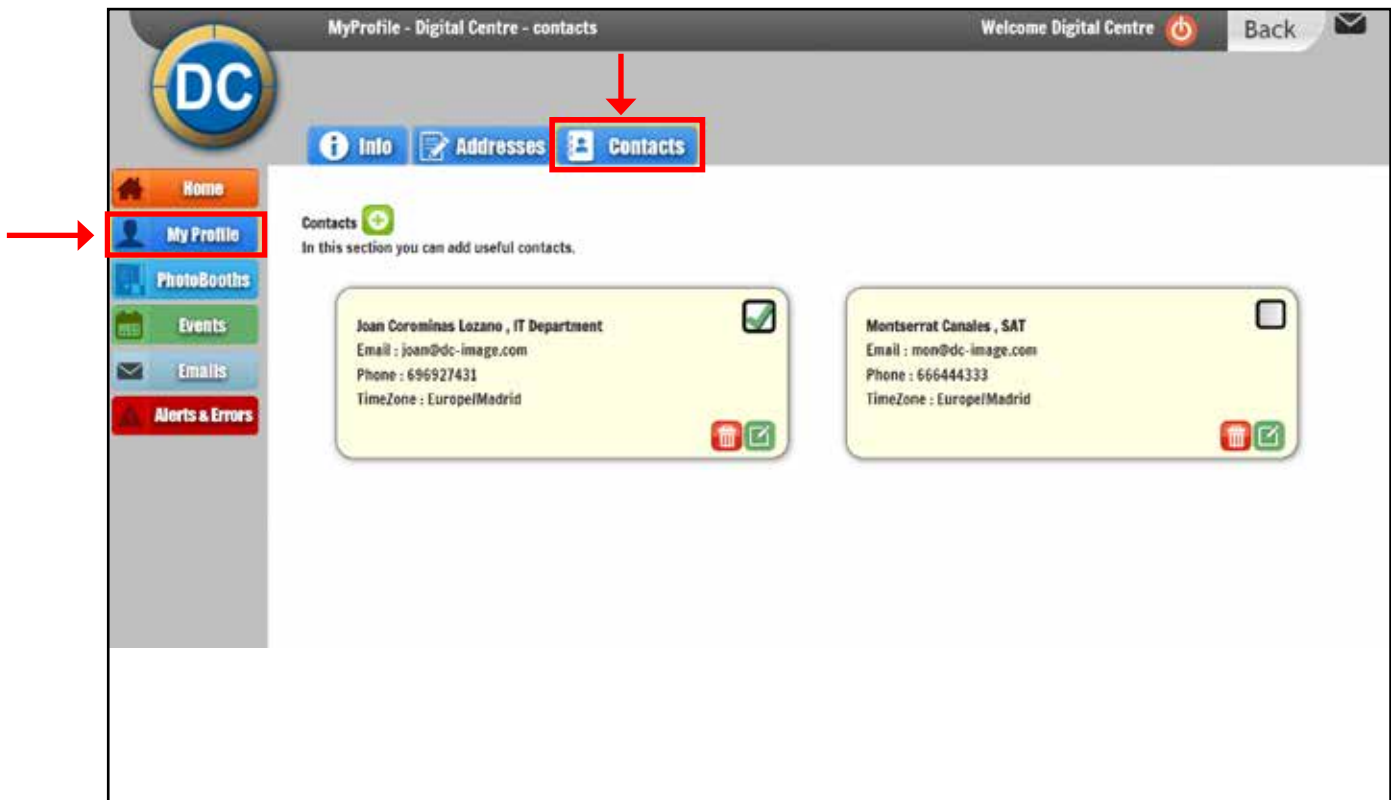 MyProfile - Digital Centre - contacts
Welcome Digital Centre
Back
DC
Info
Addresses
Contacts
Home
My Profile
PhotoBooths
Events
Emails
Alerts & Errors
Contacts
In this section you can add useful contacts.
Joan Corominas Lozano , IT Department
Email : joan@dc-image.com
Phone : 696927431
TimeZone : Europe/Madrid
Montserrat Canales , SAT
Email : mon@dc-image.com
Phone : 666444333
TimeZone : Europe/Madrid